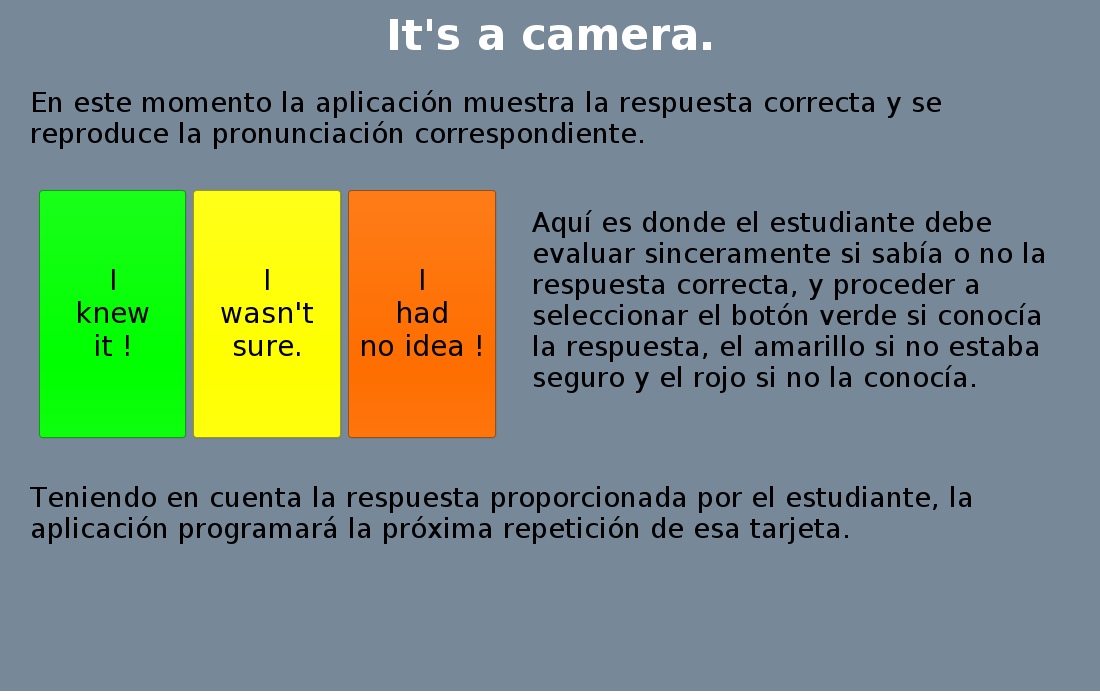 It's a camera.
En este momento la aplicación muestra la respuesta correcta y se
reproduce la pronunciación correspondiente.
I
knew
it !
I
wasn't
sure.
I
had
no idea !
Aquí es donde el estudiante debe
evaluar sinceramente si sabía o no la
respuesta correcta, y proceder a
seleccionar el botón verde si conocía
la respuesta, el amarillo si no estaba
seguro y el rojo si no la conocía.
Teniendo en cuenta la respuesta proporcionada por el estudiante, la
aplicación programará la próxima repetición de esa tarjeta.